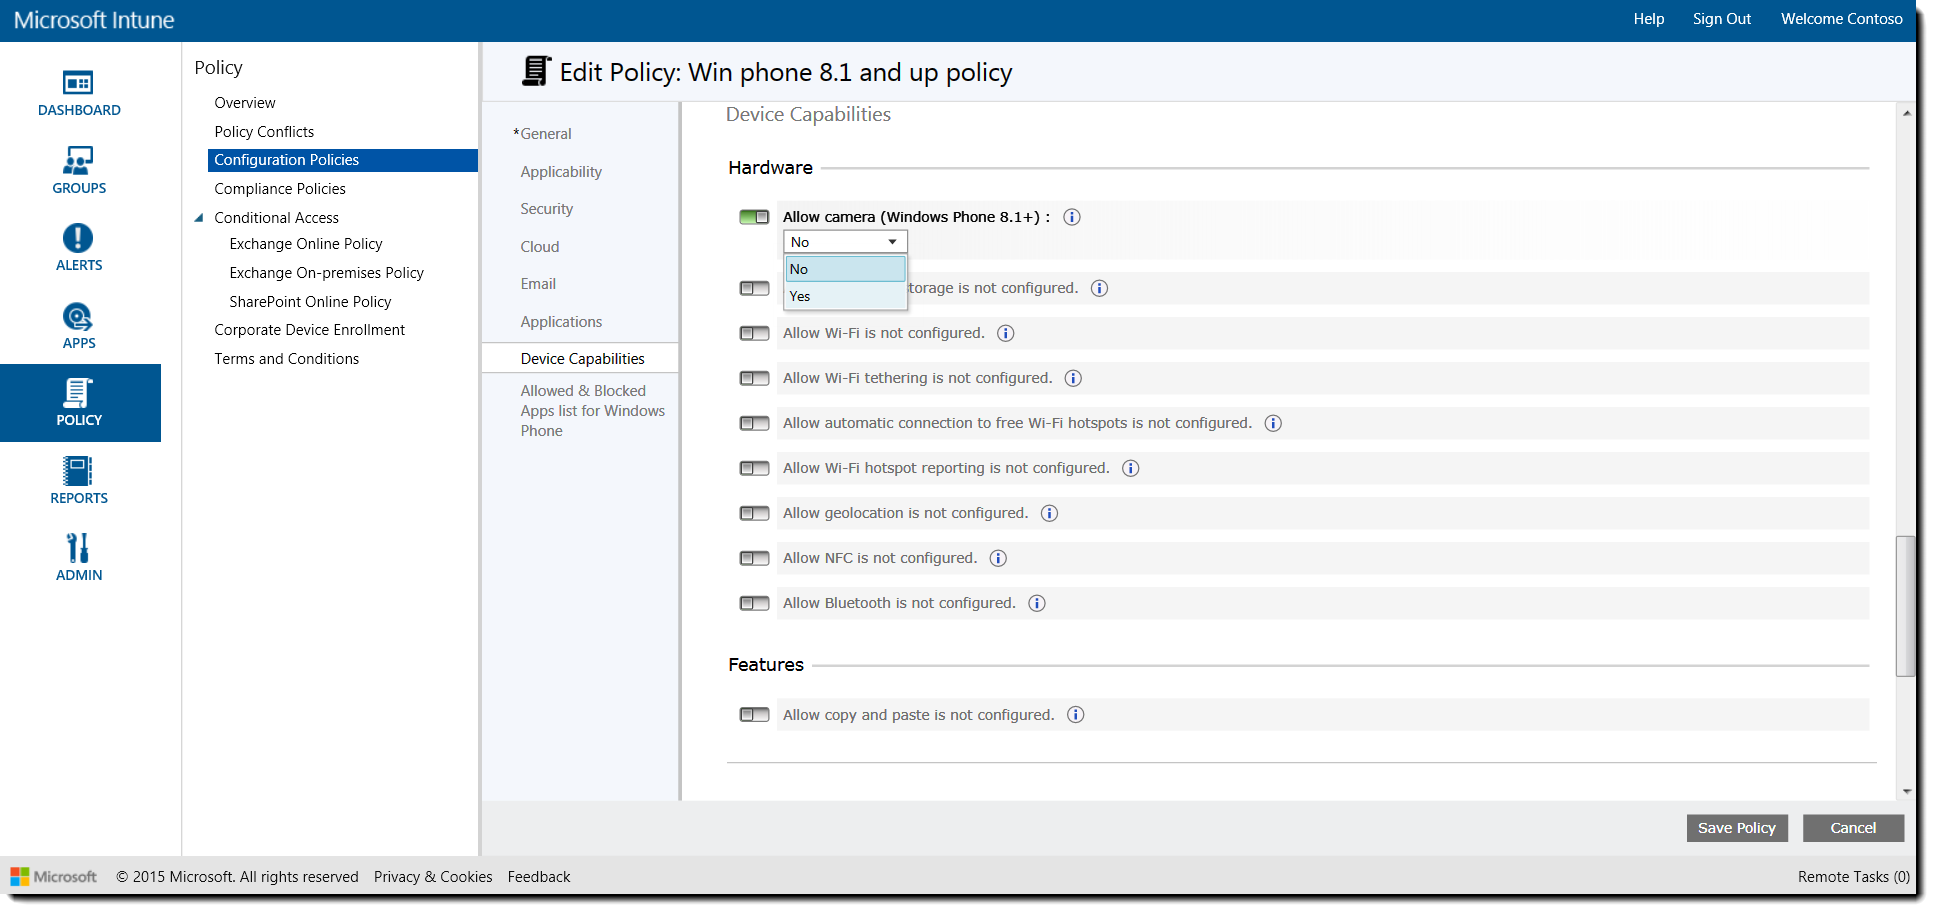 Microsoft Intune
Help
Sign Out
Welcome Contoso
DASHBOARD
GROUPS
ALERTS
APPS
POLICY
REPORTS
ADMIN
Policy
Overview
Policy Conflicts
Configuration Policies
Compliance Policies
Conditional Access
Exchange Online Policy
Exchange On-premises Policy
SharePoint Online Policy
Corporate Device Enrollment
Terms and Conditions
Edit Policy: Win phone 8.1 and up policy
*General
Applicability
Security
Cloud
Email
Applications
Device Capabilities
Allowed & Blocked
Apps list for Windows
Phone
Device Capabilities
Hardware
Allow camera (Windows Phone 8.1+) :
No
No
Yes
storage is not configured.
Allow Wi-Fi is not configured.
Allow Wi-Fi tethering is not configured.
Allow automatic connection to free Wi-Fi hotspots is not configured.
Allow Wi-Fi hotspot reporting is not configured.
Allow geolocation is not configured.
Allow NFC is not configured.
Allow Bluetooth is not configured.
Features
Allow copy and paste is not configured.
Save Policy
Cancel
Microsoft
© 2015 Microsoft. All rights reserved
Privacy & Cookies
Feedback
Remote Tasks (0)